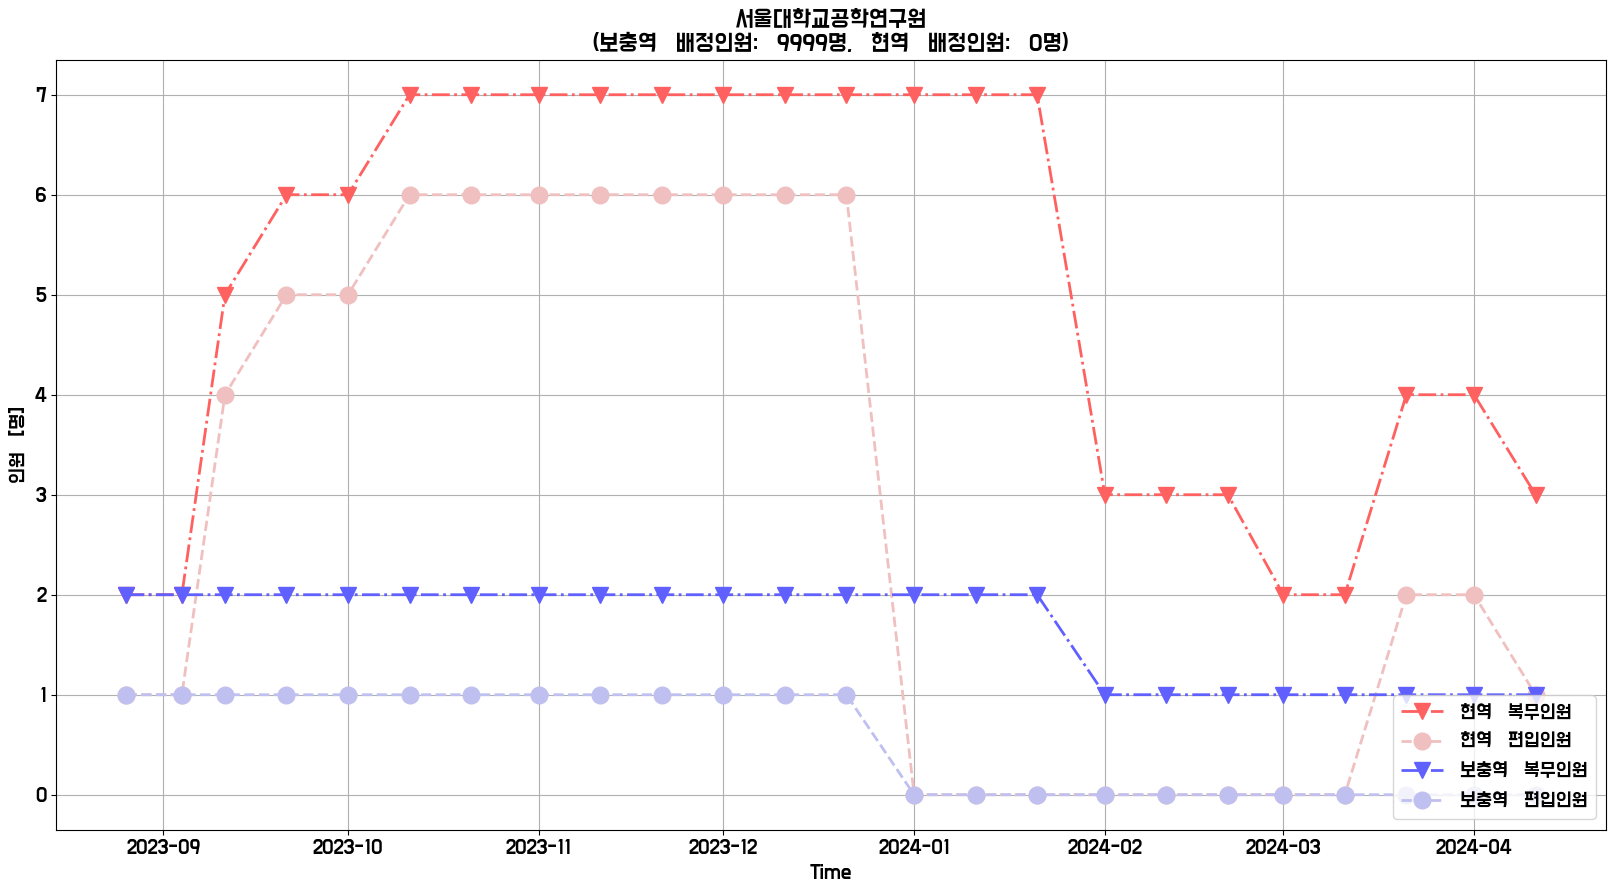 서울대학교공학연구원
(보충역 배정인원: 9999명, 현역 배정인원: 0명)
7
6
5
4
3
2
1
0
인원 [명]
2023-09 2023-10 2023-11 2023-12 2024-01 2024-02 2024-03 2024-04
Time
현역 복무인원
현역 편입인원
보충역 복무인원
보충역 편입인원